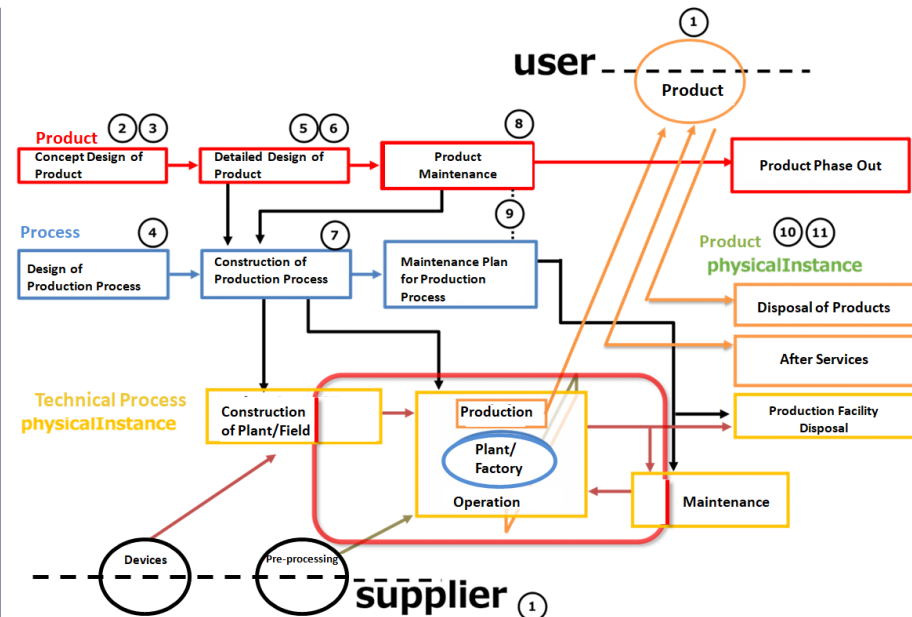 1
user
Product
2 3 5 6 8
Product
Concept Design of
Product
Detailed Design of
Product
Product
Maintenance
Product Phase Out
Process
4 7 9
Design of
Production Process
Construction of
Production Process
Maintenance Plan
for Production
Process
Product
10 11
physicalInstance
Disposal of Products
After Services
Technical Process
physicalInstance
Construction
of Plant/Field
Production
Plant/
Factory
Operation
Production Facility
Disposal
Maintenance
Devices
Pre-processing
supplier
1